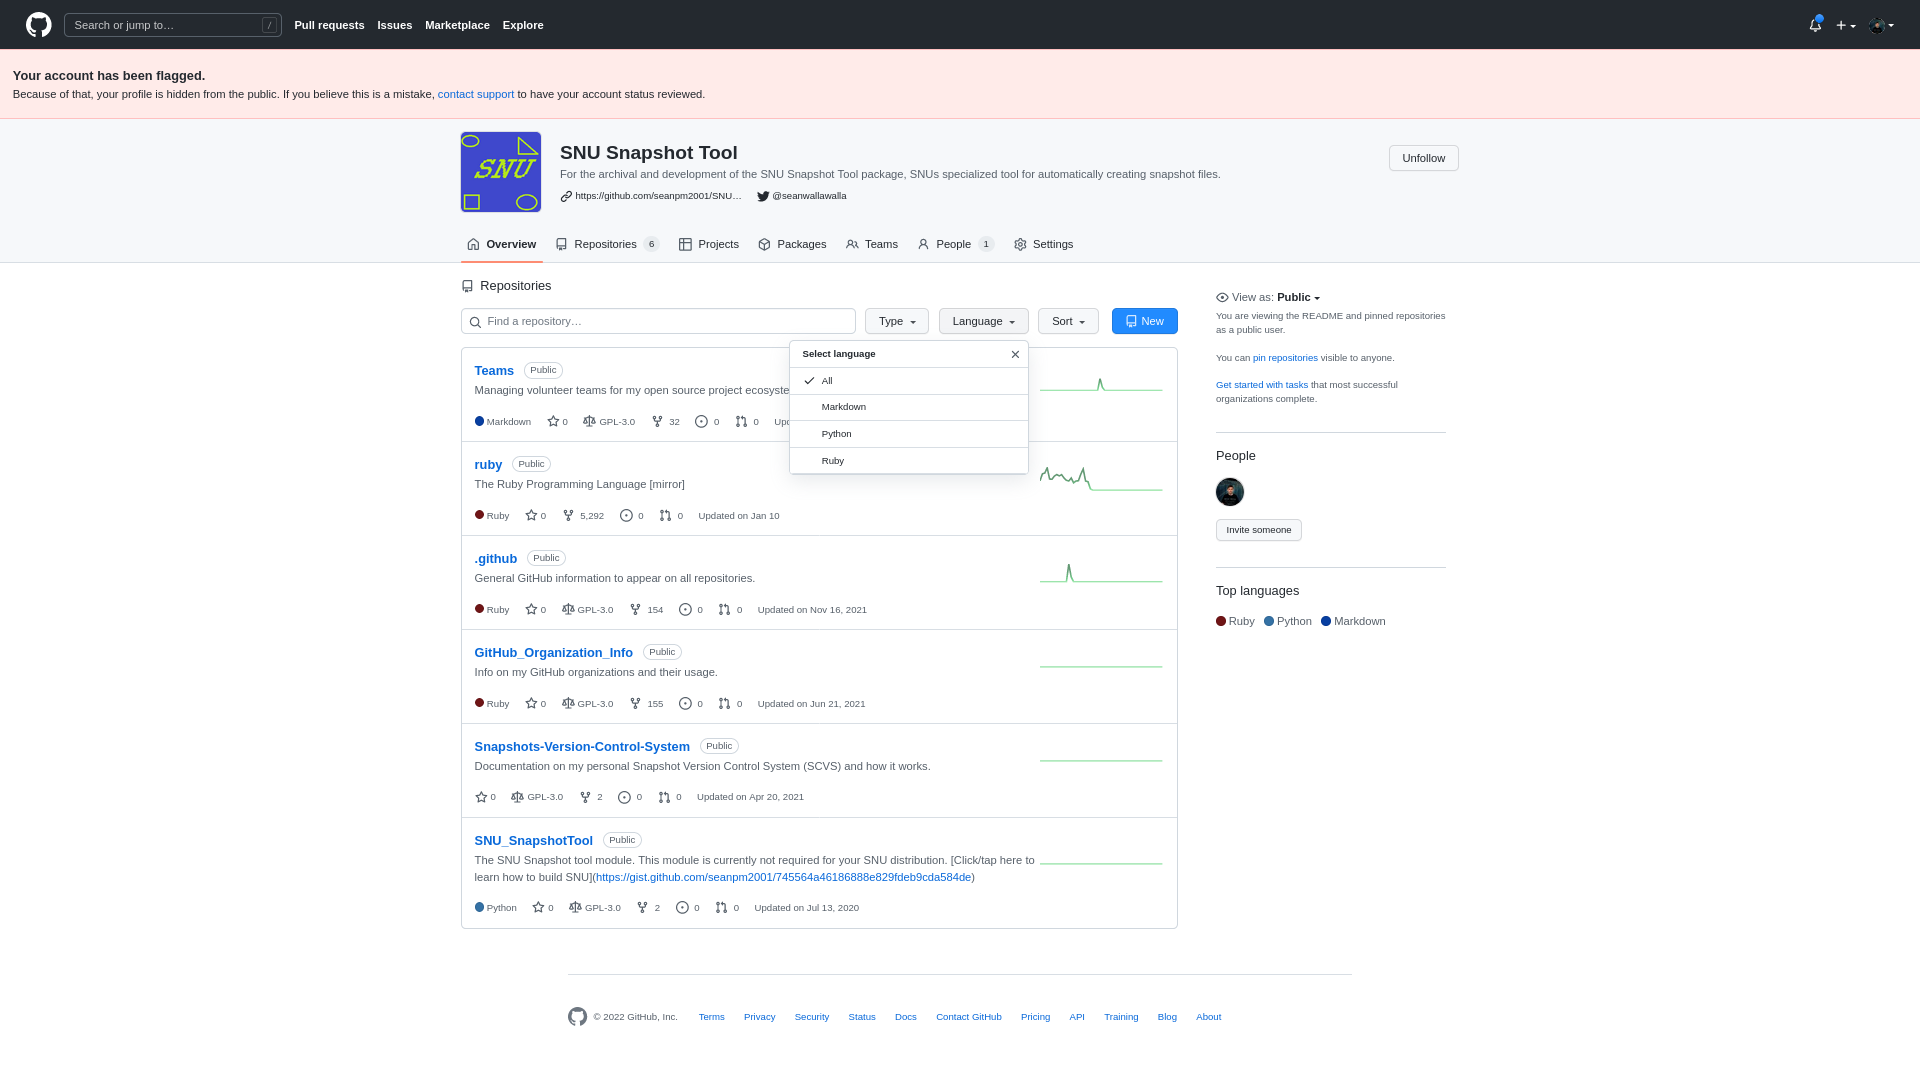 Search or jump to…
/
Pull requests
Issues
Marketplace
Explore
Your account has been flagged.
Because of that, your profile is hidden from the public. If you believe this is a mistake, contact support to have your account status reviewed.
SNU
SNU Snapshot Tool
For the archival and development of the SNU Snapshot Tool package, SNUs specialized tool for automatically creating snapshot files.
https://github.com/seanpm2001/SNU…
@seanwallawalla
Unfollow
Overview
Repositories 6
Projects
Packages
Teams
People 1
Settings
Repositories
Find a repository…
Type
Language
Sort
New
Select language
All
Markdown
Python
Ruby
Teams Public
Managing volunteer teams for my open source project ecosyste
Markdown 0 GPL-3.0 32 0 0
ruby Public
The Ruby Programming Language [mirror]
Ruby 0 5,292 0 0 Updated on Jan 10
.github Public
General GitHub information to appear on all repositories.
Ruby 0 GPL-3.0 154 0 0 Updated on Nov 16, 2021
GitHub_Organization_Info Public
Info on my GitHub organizations and their usage.
Ruby 0 GPL-3.0 155 0 0 Updated on Jun 21, 2021
Snapshots-Version-Control-System Public
Documentation on my personal Snapshot Version Control System (SCVS) and how it works.
0 GPL-3.0 2 0 0 Updated on Apr 20, 2021
SNU_SnapshotTool Public
The SNU Snapshot tool module. This module is currently not required for your SNU distribution. [Click/tap here to
learn how to build SNU](https://gist.github.com/seanpm2001/745564a46186888e829fdeb9cda584de)
Python 0 GPL-3.0 2 0 0 Updated on Jul 13, 2020
View as: Public
You are viewing the README and pinned repositories
as a public user.
You can pin repositories visible to anyone.
Get started with tasks that most successful
organizations complete.
People
Invite someone
Top languages
Ruby Python Markdown
© 2022 GitHub, Inc.
Terms
Privacy
Security
Status
Docs
Contact GitHub
Pricing
API
Training
Blog
About